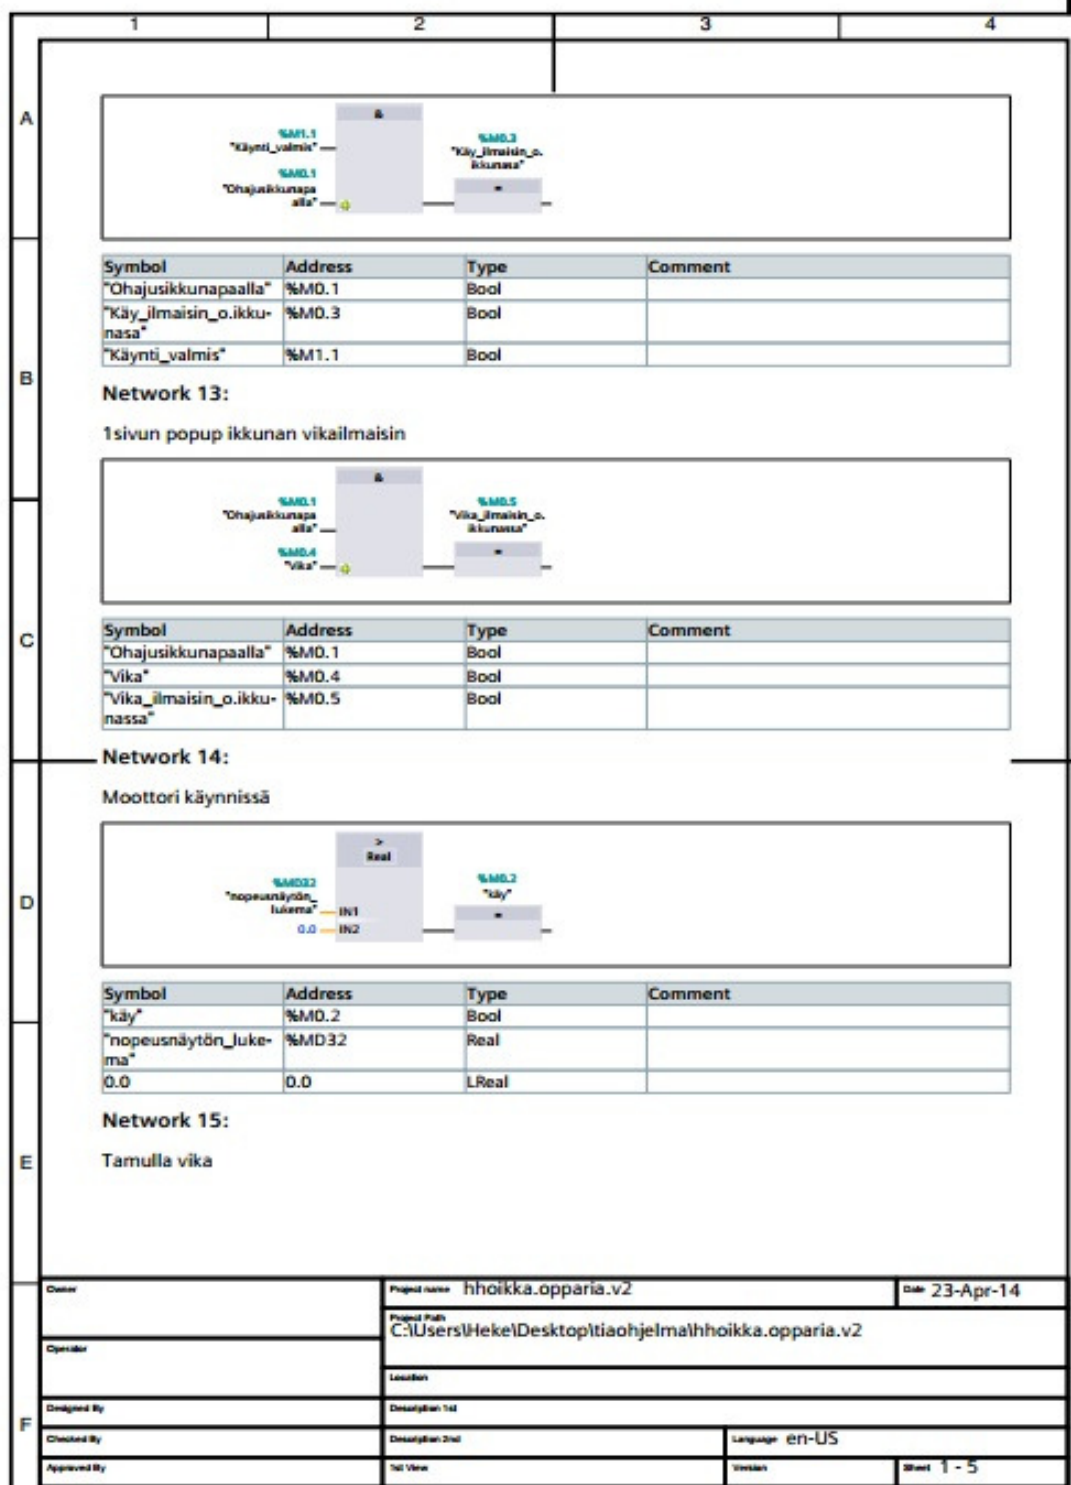 1 2 3 4
A
&
%M1.1
"Käynti_valmis"
%M0.3
"Käy_ilmaisin_o.
ikkunasa"
%M0.1
"Ohajusikkunapa
alla"
=
Symbol Address Type Comment
"Ohajusikkunapaalla" %M0.1 Bool
"Käy_ilmaisin_o.ikku-
nasa" %M0.3 Bool
"Käynti_valmis" %M1.1 Bool
B
Network 13:
1sivun popup ikkunan vikailmaisin
&
%M0.1
"Ohajusikkunapa
alla"
%M0.5
"Vika_ilmaisin_o.
ikkunassa"
%M0.4
"Vika"
=
C
Symbol Address Type Comment
"Ohajusikkunapaalla" %M0.1 Bool
"Vika" %M0.4 Bool
"Vika_ilmaisin_o.ikku-
nassa" %M0.5 Bool
Network 14:
Moottori käynnissä
>
Real
D
%MD32
"nopeusnäytön_
lukema" IN1
0.0 IN2
%M0.2
"käy"
=
Symbol Address Type Comment
"käy" %M0.2 Bool
"nopeusnäytön_luke-
ma" %MD32 Real
0.0 0.0 LReal
Network 15:
E
Tamulla vika
Owner
Project name hhoikka.opparia.v2
Date 23-Apr-14
Project Path
C:\Users\Heke\Desktop\tiaohjelma\hhoikka.opparia.v2
Operator
Location
F
Designed By
Description 1st
Checked By
Description 2nd
Language en-US
Approved By
1st View
Version
Sheet 1 - 5